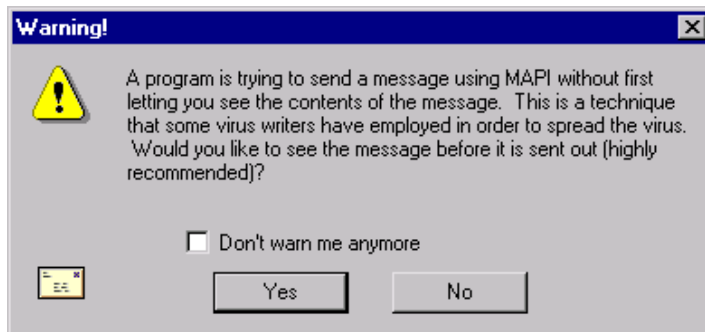 Warning!
A program is trying to send a message using MAPI without first
letting you see the contents of the message.  This is a technique
that some virus writers have employed in order to spread the virus.
Would you like to see the message before it is sent out (highly
recommended)?
Don't warn me anymore
Yes
No